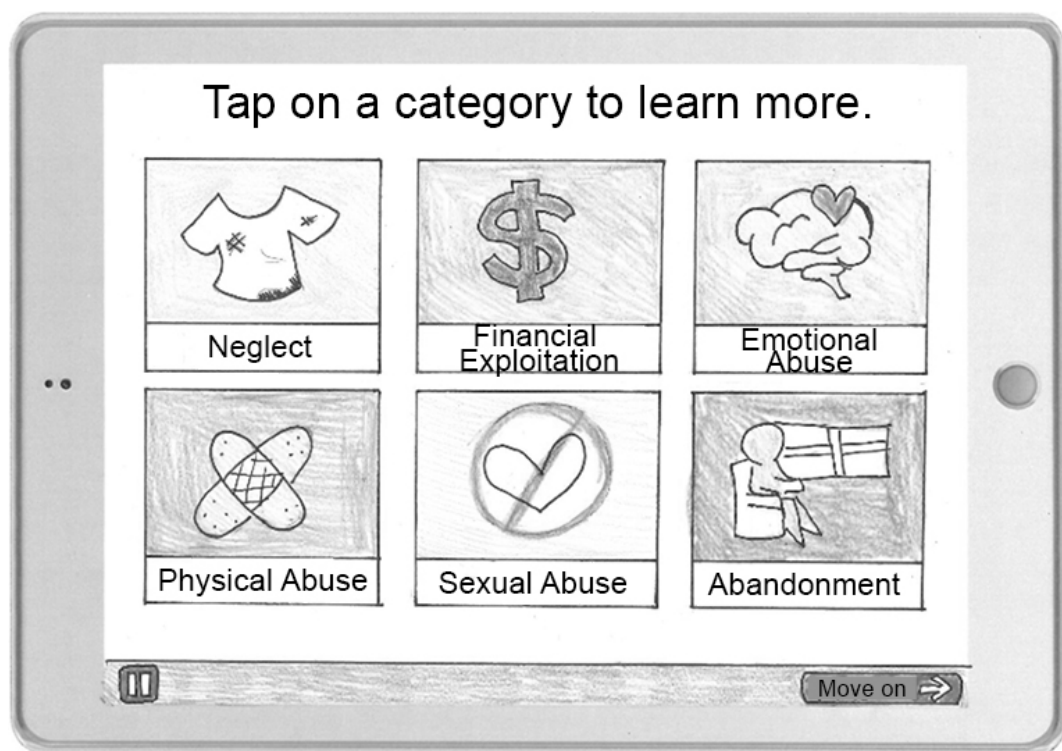 Tap on a category to learn more.
Neglect
Financial
Exploitation
Emotional
Abuse
Physical Abuse
Sexual Abuse
Abandonment
Move on